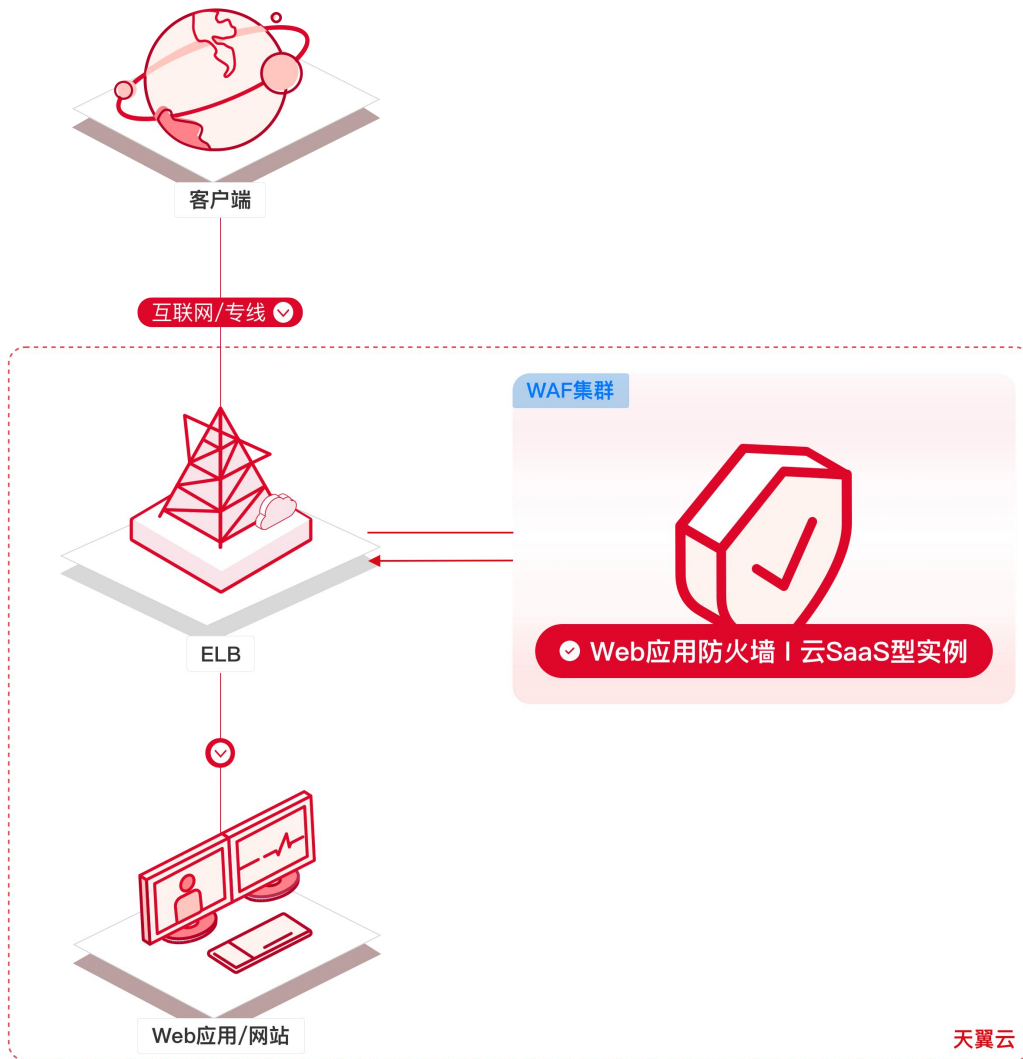 客户端
互联网/专线
WAF集群
Web应用防火墙 | 云SaaS型实例
ELB
Web应用/网站
天翼云